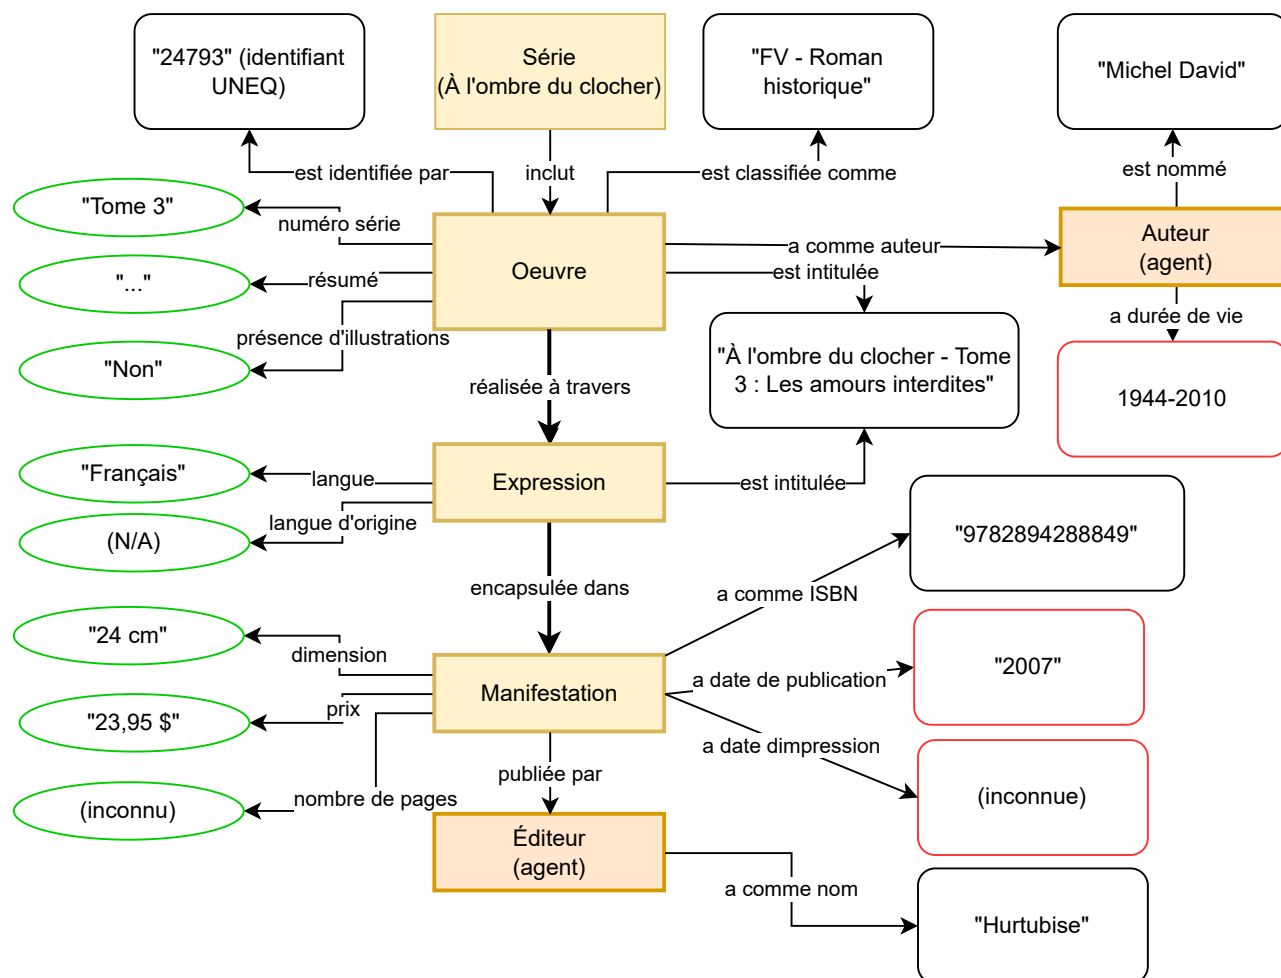 "24793" (identifiant
UNEQ)
Série
(À l'ombre du clocher)
"FV - Roman
historique"
"Michel David"
est identifiée par
inclut
est classifiée comme
est nommé
"Tome 3"
numéro série
Oeuvre
a comme auteur
Auteur
(agent)
"..."
résumé
est intitulée
a durée de vie
présence d'illustrations
"Non"
"À l'ombre du clocher - Tome
3 : Les amours interdites"
1944-2010
réalisée à travers
"Français"
langue
Expression
est intitulée
langue d'origine
(N/A)
"9782894288849"
encapsulée dans
a comme ISBN
"24 cm"
dimension
Manifestation
a date de publication
"2007"
prix
"23,95 $"
a date dimpression
publiée par
nombre de pages
(inconnu)
(inconnue)
Éditeur
(agent)
a comme nom
"Hurtubise"